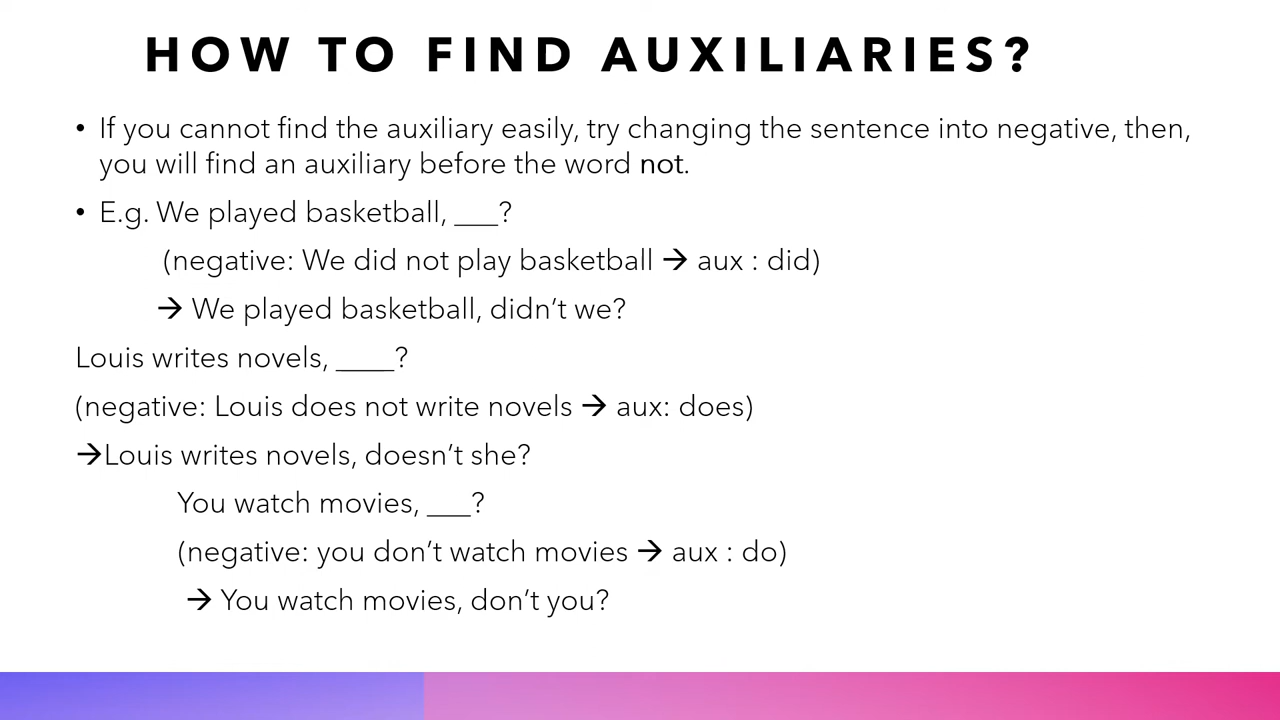 HOW TO FIND AUXILIARIES?
• If you cannot find the auxiliary easily, try changing the sentence into negative, then,
you will find an auxiliary before the word not.
• E.g. We played basketball, ___?
(negative: We did not play basketball → aux : did)
→ We played basketball, didn’t we?
Louis writes novels, ____?
(negative: Louis does not write novels → aux: does)
→Louis writes novels, doesn’t she?
You watch movies, ___?
(negative: you don’t watch movies → aux : do)
→ You watch movies, don’t you?